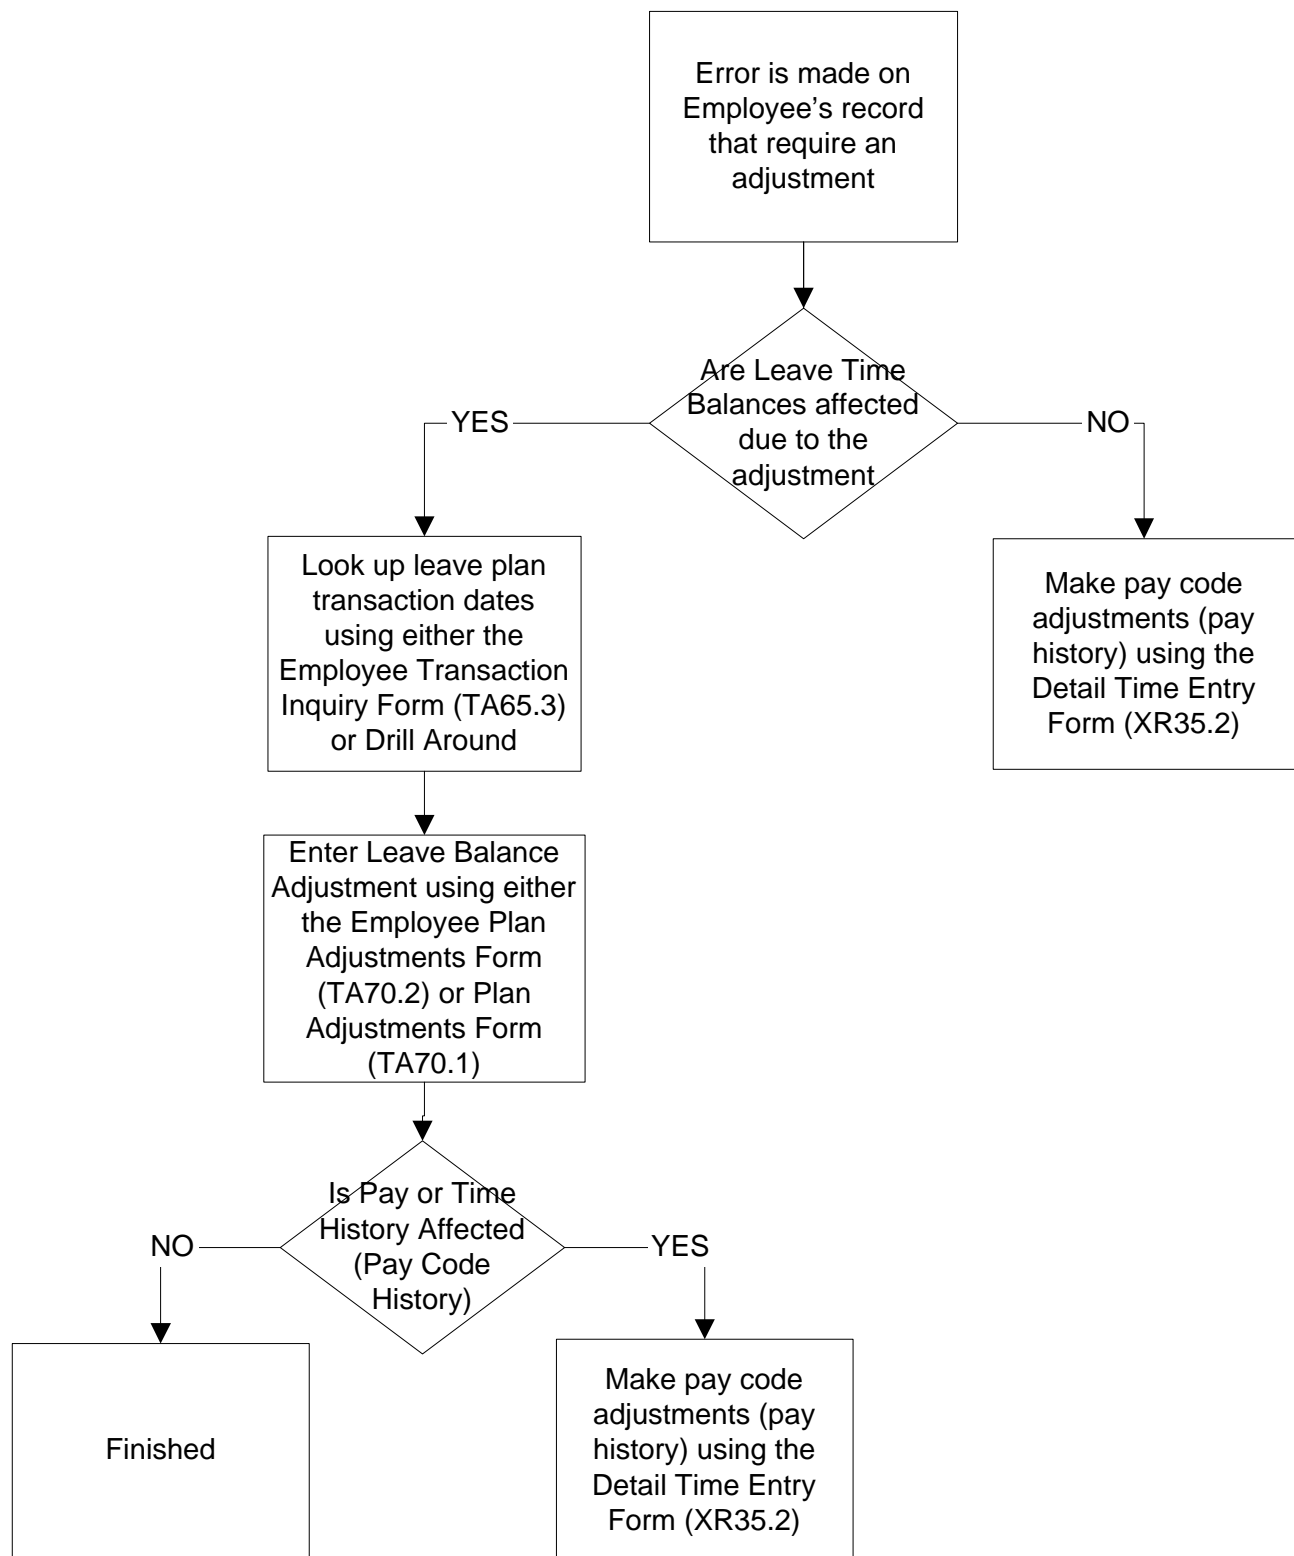 Error is made on
Employee’s record
that require an
adjustment
Are Leave Time
Balances affected
due to the
adjustment
YES
NO
Look up leave plan
transaction dates
using either the
Employee Transaction
Inquiry Form (TA65.3)
or Drill Around
Make pay code
adjustments (pay
history) using the
Detail Time Entry
Form (XR35.2)
Enter Leave Balance
Adjustment using either
the Employee Plan
Adjustments Form
(TA70.2) or Plan
Adjustments Form
(TA70.1)
Is Pay or Time
History Affected
(Pay Code
History)
NO
YES
Finished
Make pay code
adjustments (pay
history) using the
Detail Time Entry
Form (XR35.2)